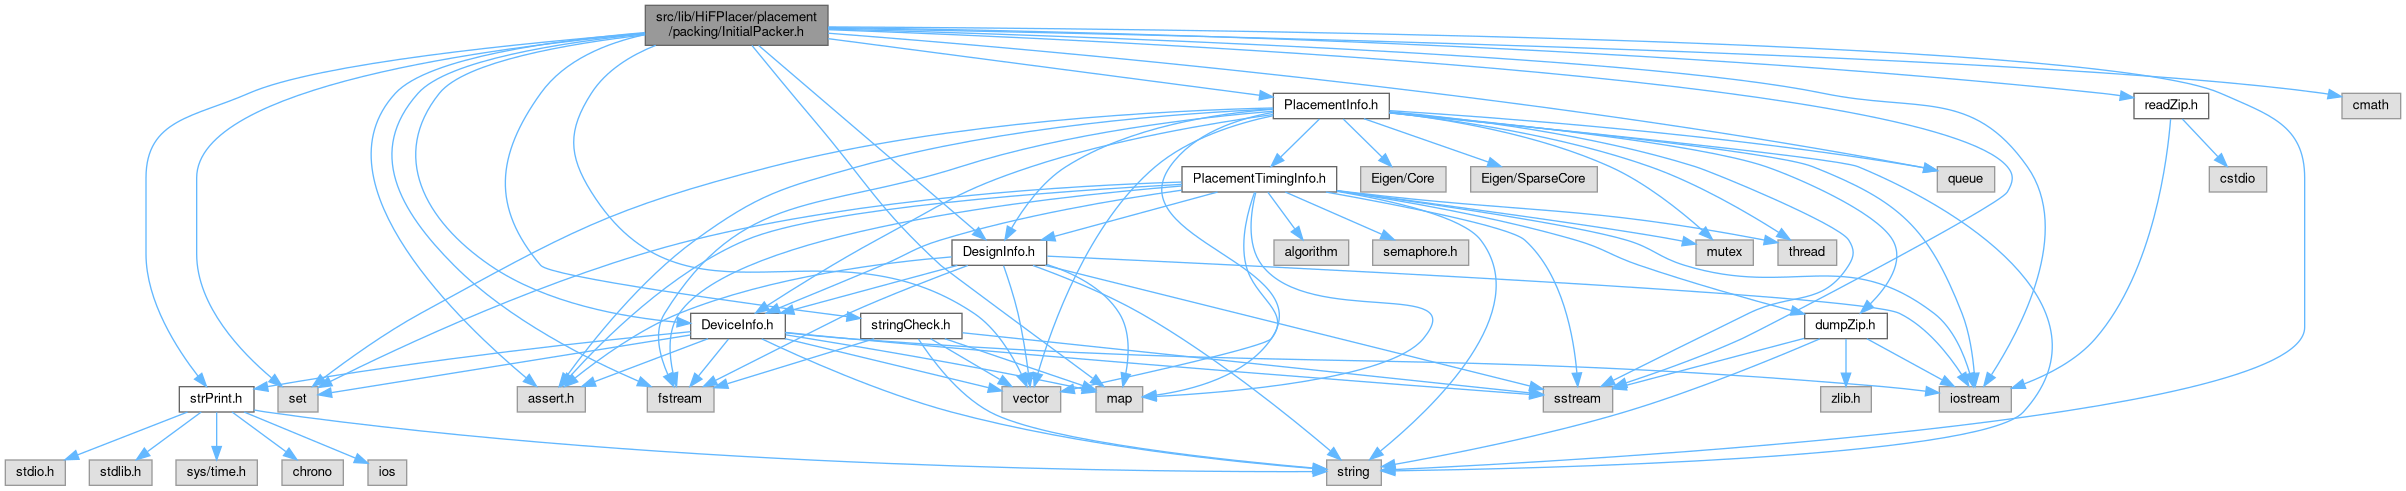 src/lib/HiFPlacer/placement
/packing/InitialPacker.h
PlacementInfo.h
readZip.h
cmath
PlacementTimingInfo.h
Eigen/Core
Eigen/SparseCore
queue
cstdio
DesignInfo.h
algorithm
semaphore.h
mutex
thread
DeviceInfo.h
stringCheck.h
dumpZip.h
strPrint.h
set
assert.h
fstream
vector
map
sstream
zlib.h
iostream
stdio.h
stdlib.h
sys/time.h
chrono
ios
string